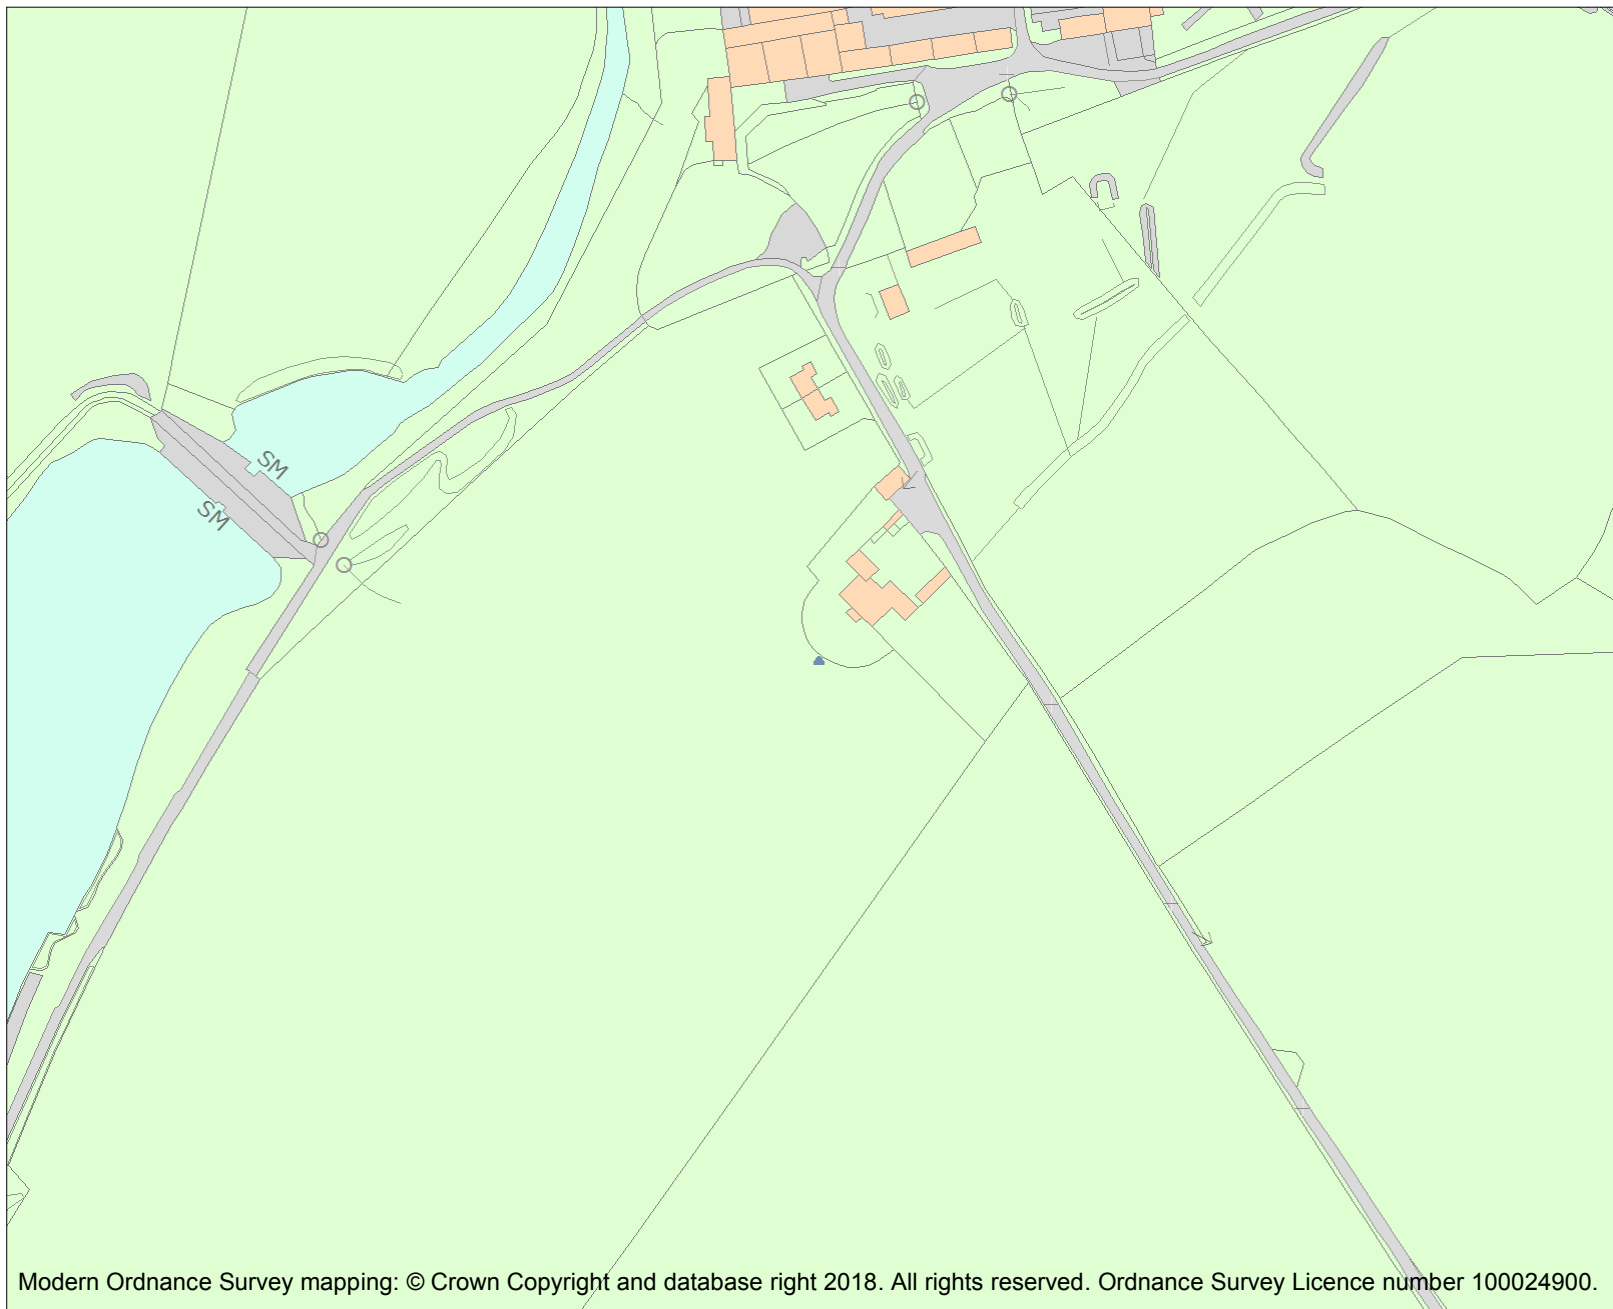 SM
SM
Modern Ordnance Survey mapping: © Crown Copyright and database right 2018. All rights reserved. Ordnance Survey Licence number 100024900.